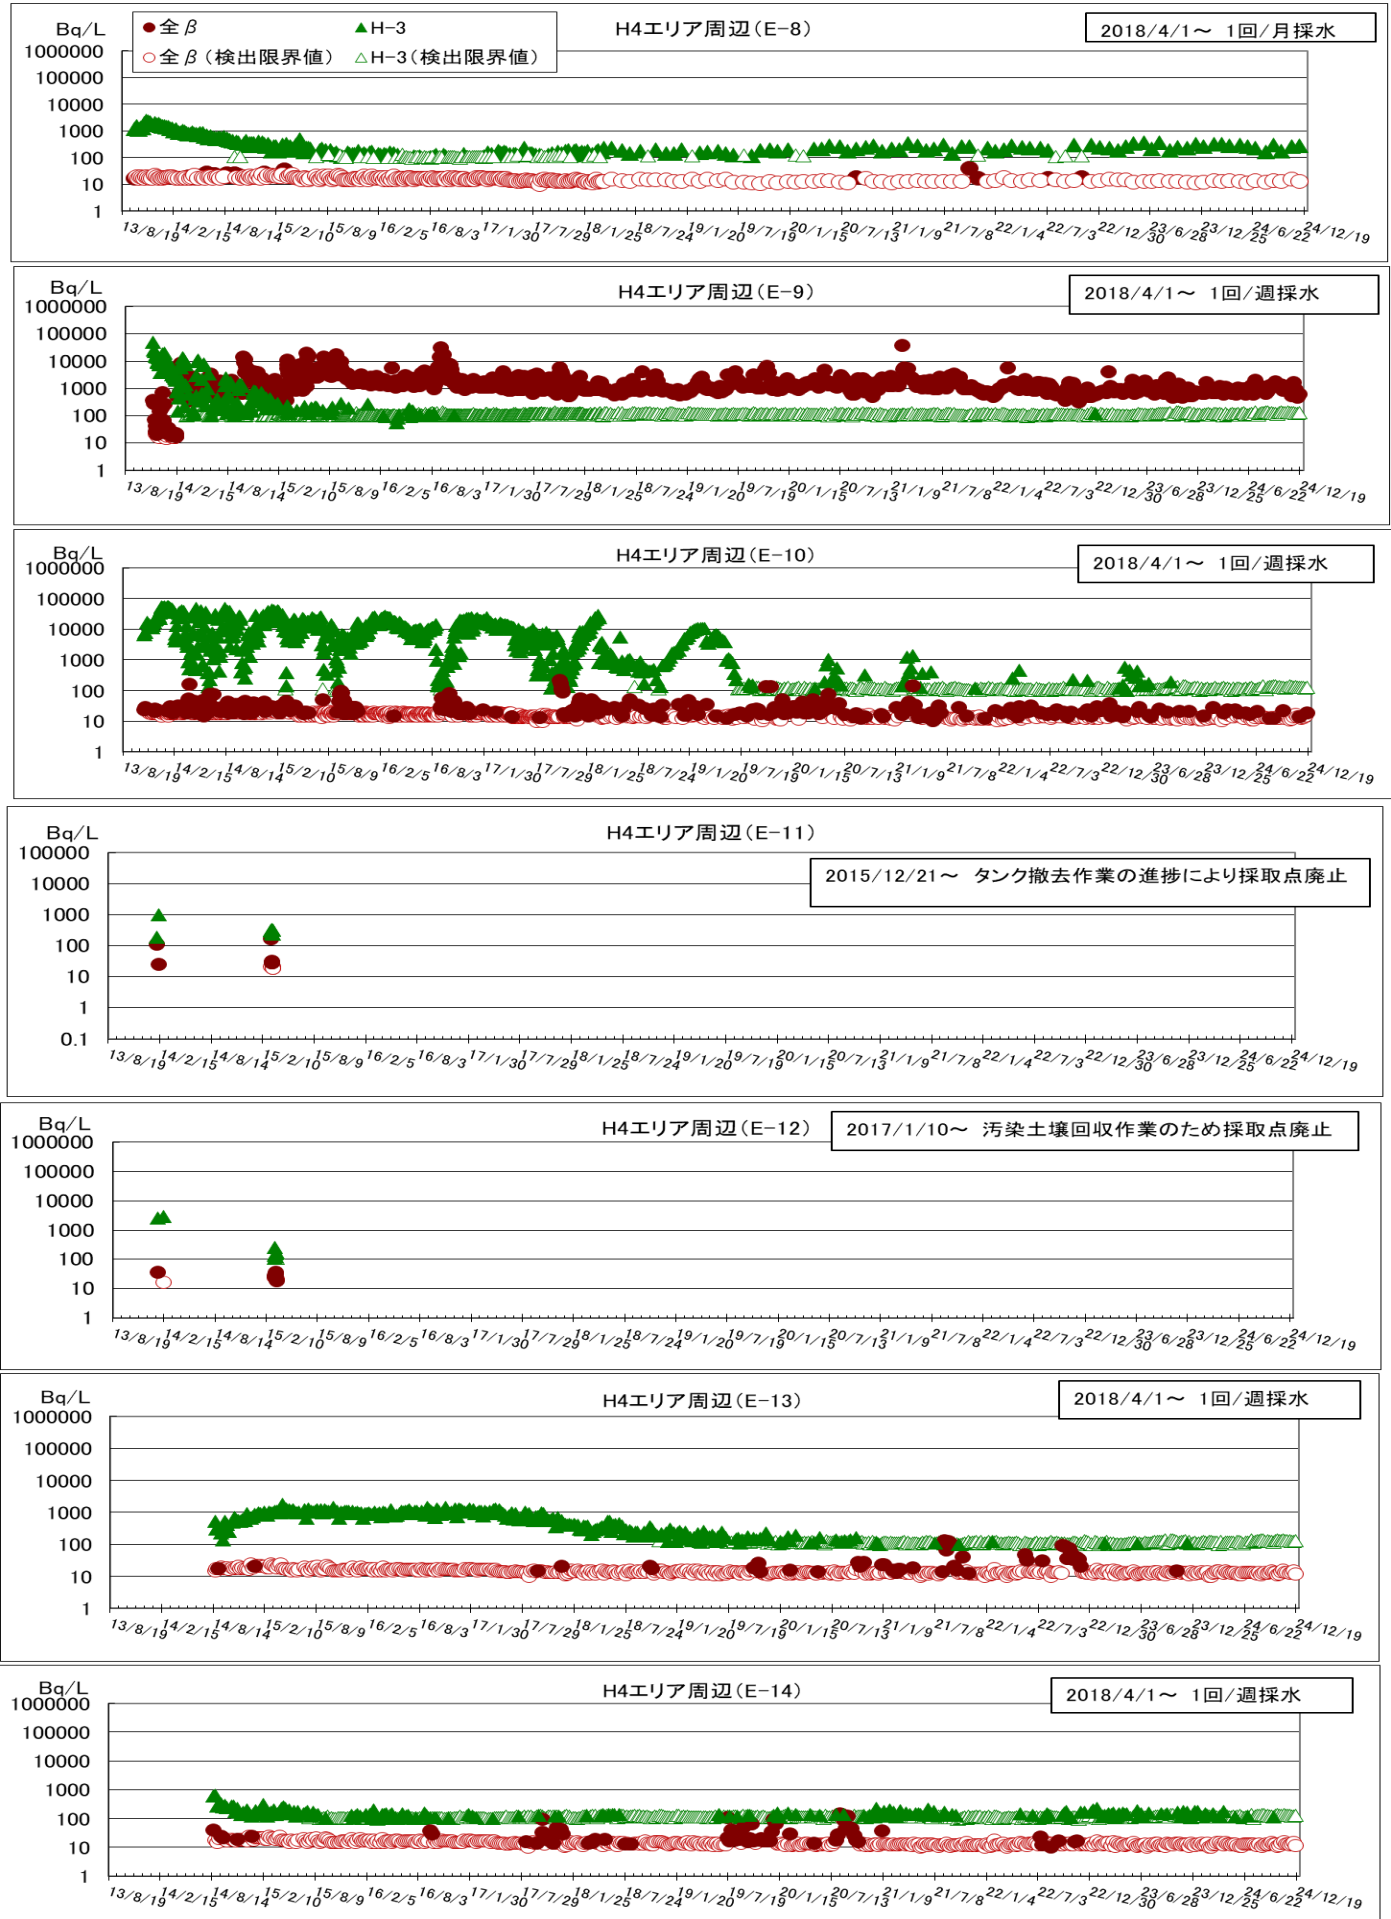 Bq/L
● 全β ▲ H-3
○ 全β(検出限界値) △ H-3(検出限界値)
H4エリア周辺(E-8)
2018/4/1～ 1回/月採水
1000000
100000
10000
1000
100
10
1
13/8/19 14/2/15 14/8/14 15/2/10 15/8/9 16/2/5 16/8/3 17/1/30 17/7/29 18/1/25 18/7/24 19/1/20 19/7/19 20/1/15 20/7/13 21/1/9 21/7/8 22/1/4 22/7/3 22/12/30 23/6/28 23/12/25 24/6/22 24/12/19
Bq/L
H4エリア周辺(E-9)
2018/4/1～ 1回/週採水
1000000
100000
10000
1000
100
10
1
13/8/19 14/2/15 14/8/14 15/2/10 15/8/9 16/2/5 16/8/3 17/1/30 17/7/29 18/1/25 18/7/24 19/1/20 19/7/19 20/1/15 20/7/13 21/1/9 21/7/8 22/1/4 22/7/3 22/12/30 23/6/28 23/12/25 24/6/22 24/12/19
Bq/L
H4エリア周辺(E-10)
2018/4/1～ 1回/週採水
1000000
100000
10000
1000
100
10
1
13/8/19 14/2/15 14/8/14 15/2/10 15/8/9 16/2/5 16/8/3 17/1/30 17/7/29 18/1/25 18/7/24 19/1/20 19/7/19 20/1/15 20/7/13 21/1/9 21/7/8 22/1/4 22/7/3 22/12/30 23/6/28 23/12/25 24/6/22 24/12/19
Bq/L
H4エリア周辺(E-11)
2015/12/21～ タンク撤去作業の進捗により採取点廃止
100000
10000
1000
100
10
1
0.1
13/8/19 14/2/15 14/8/14 15/2/10 15/8/9 16/2/5 16/8/3 17/1/30 17/7/29 18/1/25 18/7/24 19/1/20 19/7/19 20/1/15 20/7/13 21/1/9 21/7/8 22/1/4 22/7/3 22/12/30 23/6/28 23/12/25 24/6/22 24/12/19
Bq/L
H4エリア周辺(E-12)
2017/1/10～ 汚染土壌回収作業のため採取点廃止
1000000
100000
10000
1000
100
10
1
13/8/19 14/2/15 14/8/14 15/2/10 15/8/9 16/2/5 16/8/3 17/1/30 17/7/29 18/1/25 18/7/24 19/1/20 19/7/19 20/1/15 20/7/13 21/1/9 21/7/8 22/1/4 22/7/3 22/12/30 23/6/28 23/12/25 24/6/22 24/12/19
Bq/L
H4エリア周辺(E-13)
2018/4/1～ 1回/週採水
1000000
100000
10000
1000
100
10
1
13/8/19 14/2/15 14/8/14 15/2/10 15/8/9 16/2/5 16/8/3 17/1/30 17/7/29 18/1/25 18/7/24 19/1/20 19/7/19 20/1/15 20/7/13 21/1/9 21/7/8 22/1/4 22/7/3 22/12/30 23/6/28 23/12/25 24/6/22 24/12/19
Bq/L
H4エリア周辺(E-14)
2018/4/1～ 1回/週採水
1000000
100000
10000
1000
100
10
1
13/8/19 14/2/15 14/8/14 15/2/10 15/8/9 16/2/5 16/8/3 17/1/30 17/7/29 18/1/25 18/7/24 19/1/20 19/7/19 20/1/15 20/7/13 21/1/9 21/7/8 22/1/4 22/7/3 22/12/30 23/6/28 23/12/25 24/6/22 24/12/19